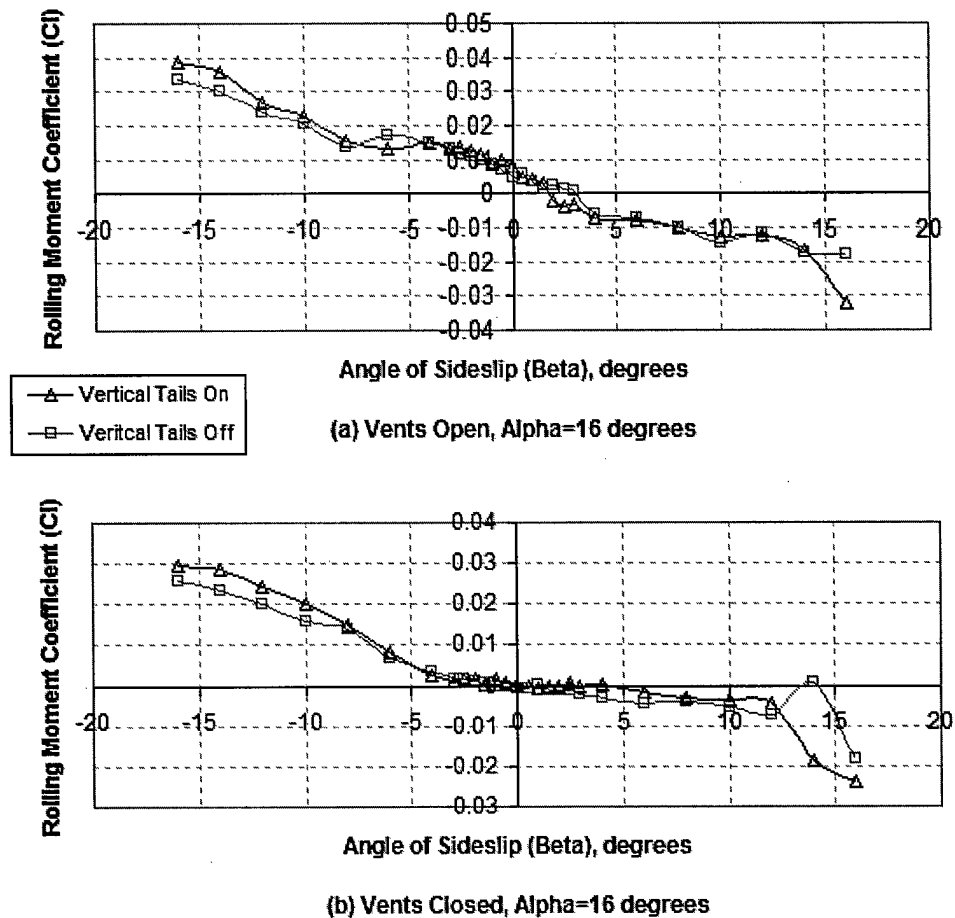 Rolling Moment Coefficient (Cl)
0.05
0.04
0.03
0.02
0.01
0
-0.01
-0.02
-0.03
-0.04
-20 -15 -10 -5 0 5 10 15 20
Angle of Sideslip (Beta), degrees
Vertical Tails On
Veritcal Tails Off
(a) Vents Open, Alpha=16 degrees
Rolling Moment Coefficient (Cl)
0.04
0.03
0.02
0.01
-0.01
-0.02
-0.03
-20 -15 -10 -5 0 5 10 15 20
Angle of Sideslip (Beta), degrees
(b) Vents Closed, Alpha=16 degrees